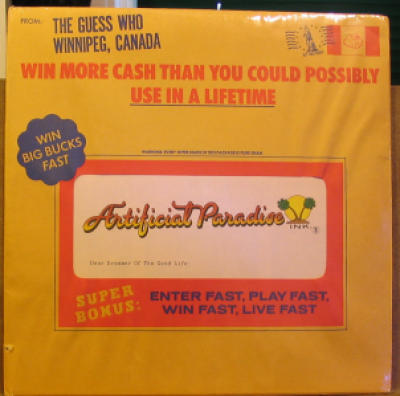 FROM:
THE GUESS WHO
WINNIPEG, CANADA
WIN MORE CASH THAN YOU COULD POSSIBLY
USE IN A LIFETIME
WIN
BIG BUCKS
FAST
Artificial Paradise
INK.
Dear Dreamer Of The Good Life:
SUPER
BONUS:
ENTER FAST, PLAY FAST,
WIN FAST, LIVE FAST